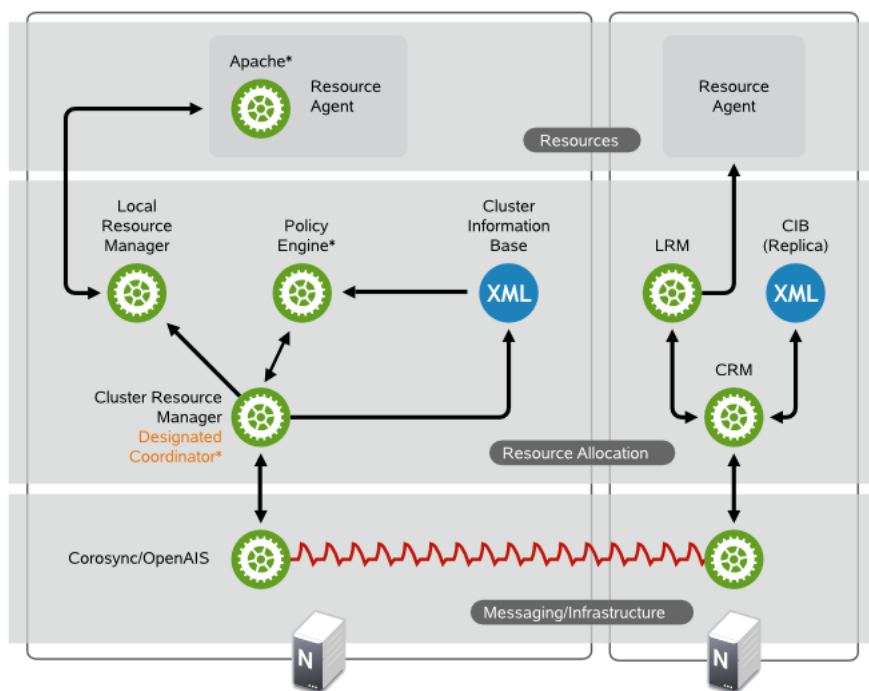 Apache*
Resource
Agent
Resource
Agent
Resources
Local
Resource
Manager
Policy
Engine*
Cluster
Information
Base
LRM
CIB
(Replica)
XML
XML
CRM
Cluster Resource
Manager
Designated
Coordinator*
Resource Allocation
Corosync/OpenAIS
Messaging/Infrastructure
N
N